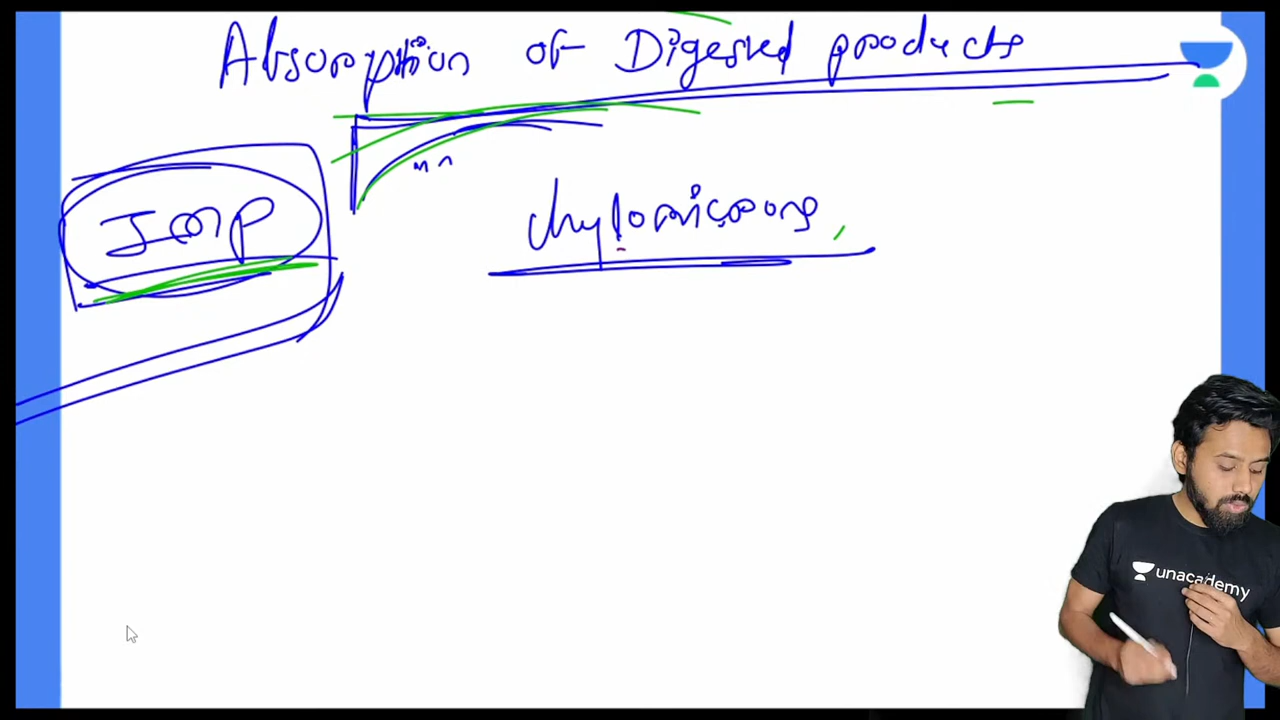 Absorption of Digested products
Imp
chylomicrons
unacademy